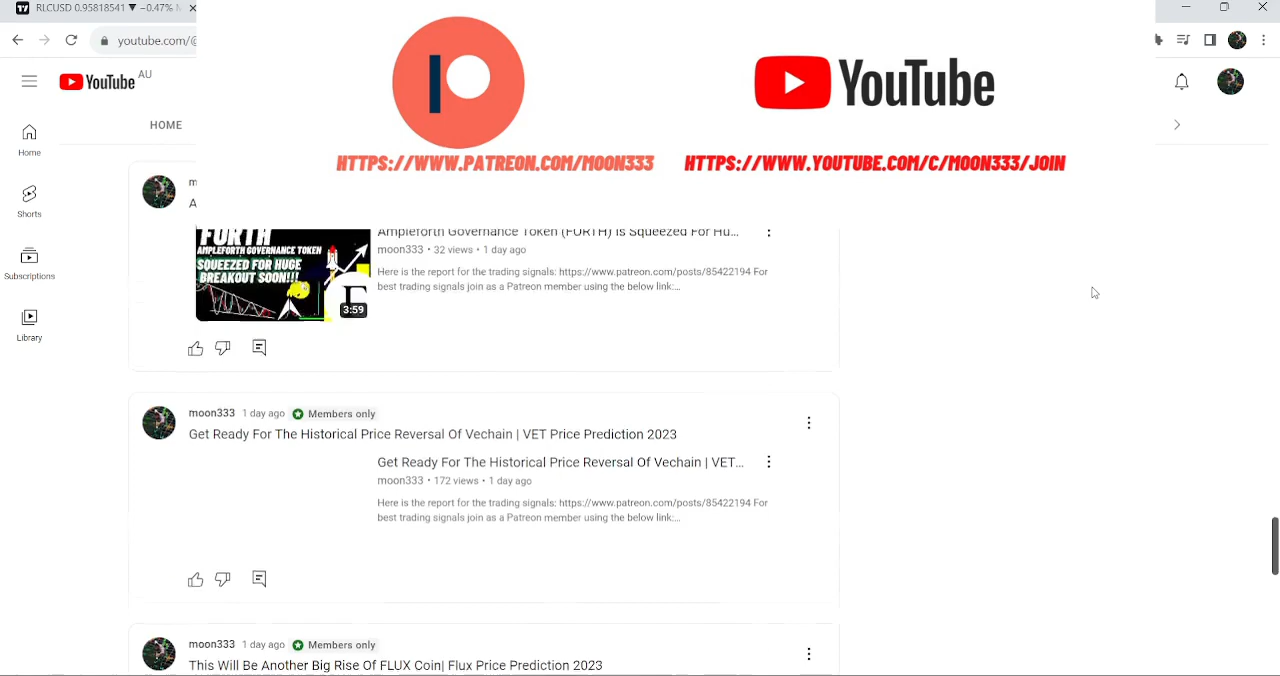 RLCUSD 0.95818541 ▼ −0.47%
youtube.com/@
YouTube AU
HOME
Home
Shorts
Subscriptions
Library
YouTube
HTTPS://WWW.PATREON.COM/MOON333
HTTPS://WWW.YOUTUBE.COM/C/MOON333/JOIN
FORTH
AMPLEFORTH GOVERNANCE TOKEN
SQUEEZED FOR HUGE
BREAKOUT SOON!!!
3:59
Ampleforth Governance Token (FORTH) Is Squeezed For Hu...
moon333 • 32 views • 1 day ago
Here is the report for the trading signals: https://www.patreon.com/posts/85422194 For
best trading signals join as a Patreon member using the below link:...
moon333 1 day ago Members only
Get Ready For The Historical Price Reversal Of Vechain | VET Price Prediction 2023
Get Ready For The Historical Price Reversal Of Vechain | VET...
moon333 • 172 views • 1 day ago
Here is the report for the trading signals: https://www.patreon.com/posts/85422194 For
best trading signals join as a Patreon member using the below link:...
moon333 1 day ago Members only
This Will Be Another Big Rise Of FLUX Coin| Flux Price Prediction 2023